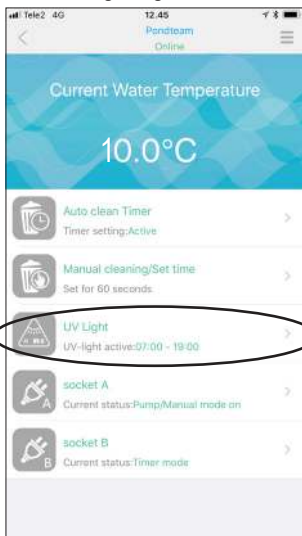 Tele2 4G 12.45
Pondteam
Online
Current Water Temperature
10.0°C
Auto clean Timer
Timer setting:Active
Manual cleaning/Set time
Set for 60 seconds
UV Light
UV-light active:07:00 - 19:00
socket A
A
Current status:Pump/Manual mode on
socket B
B
Current status:Timer mode